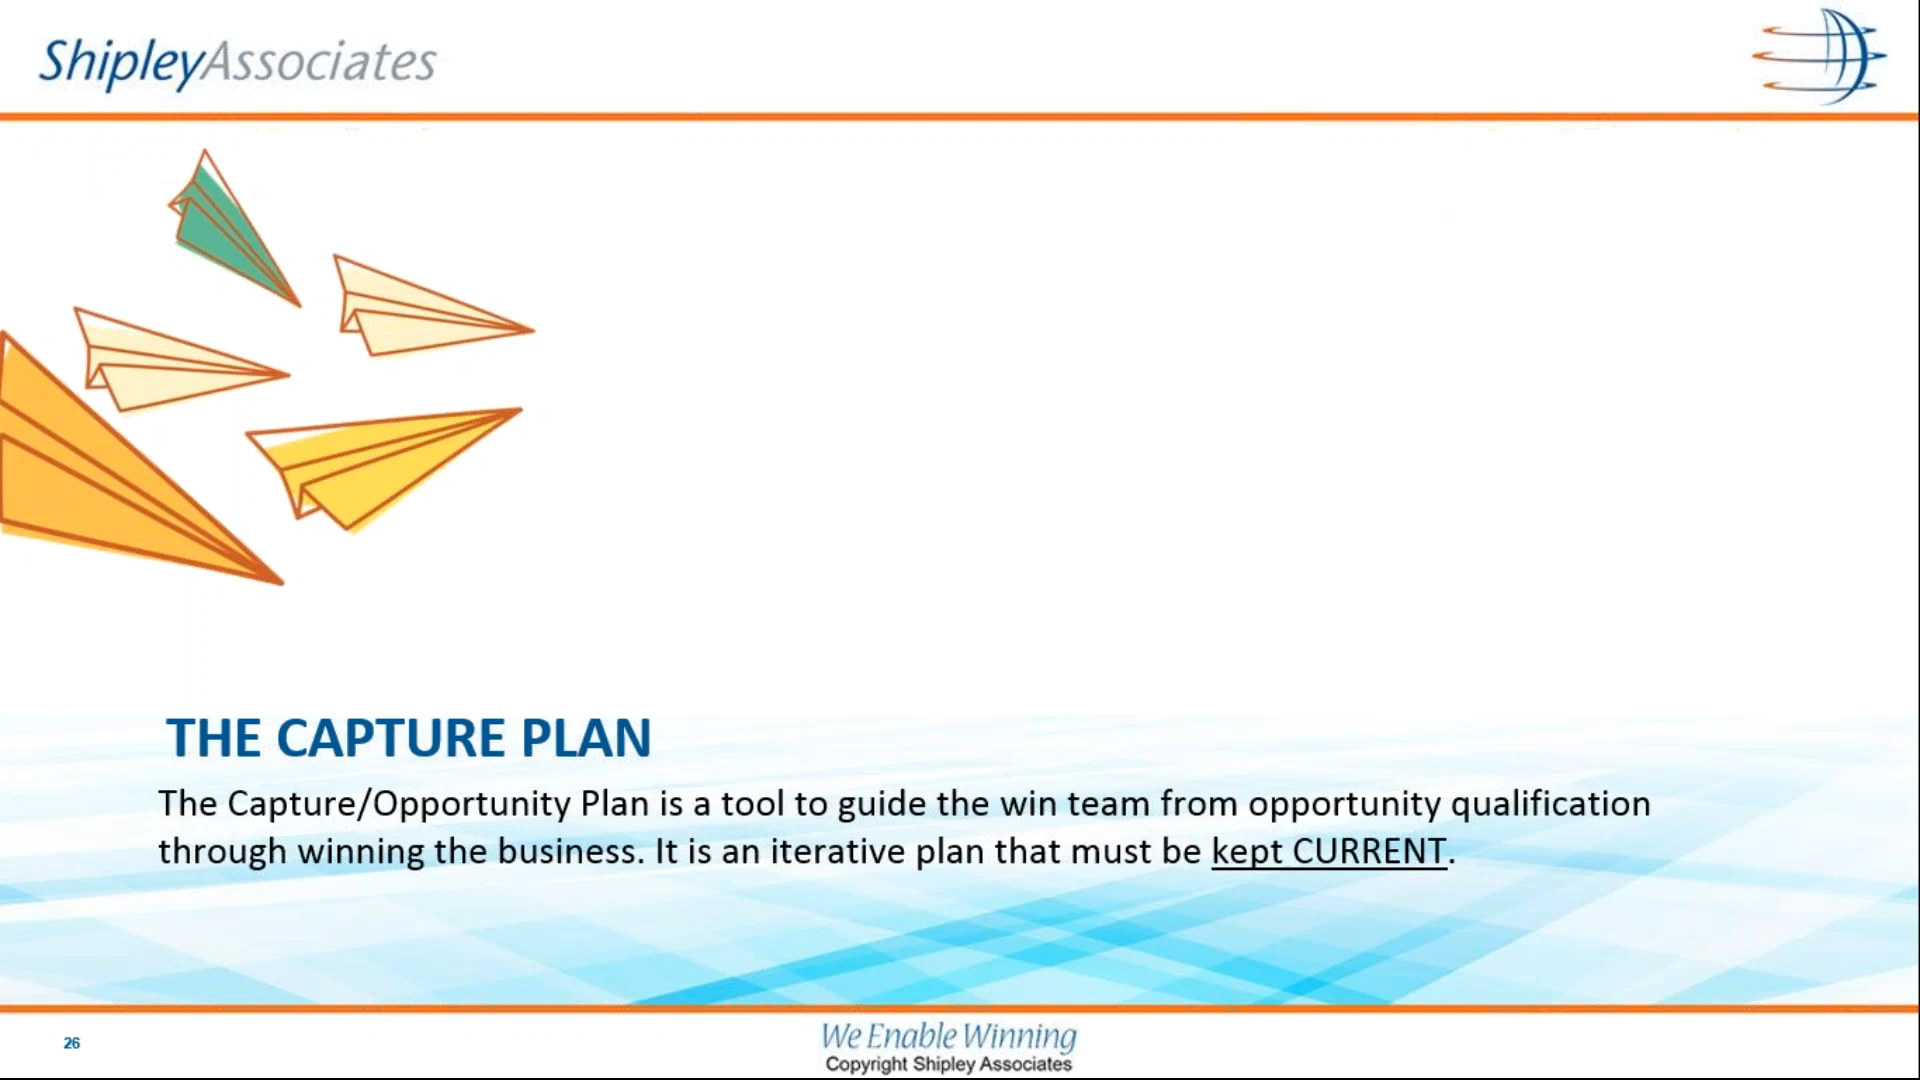 ShipleyAssociates
THE CAPTURE PLAN
The Capture/Opportunity Plan is a tool to guide the win team from opportunity qualification
through winning the business. It is an iterative plan that must be kept CURRENT.
26
We Enable Winning
Copyright Shipley Associates